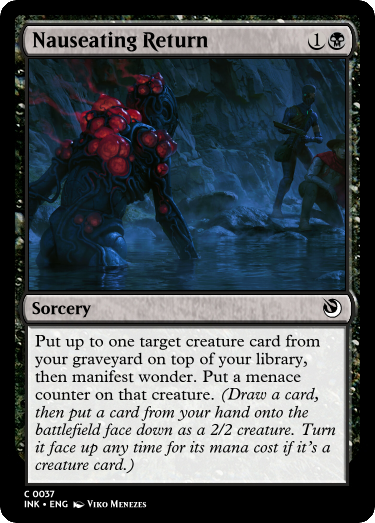 Nauseating Return 1
Sorcery
Put up to one target creature card from
your graveyard on top of your library,
then manifest wonder. Put a menace
counter on that creature. (Draw a card,
then put a card from your hand onto the
battlefield face down as a 2/2 creature. Turn
it face up any time for its mana cost if it's a
creature card.)
C 0037
INK • ENG Viko Menezes